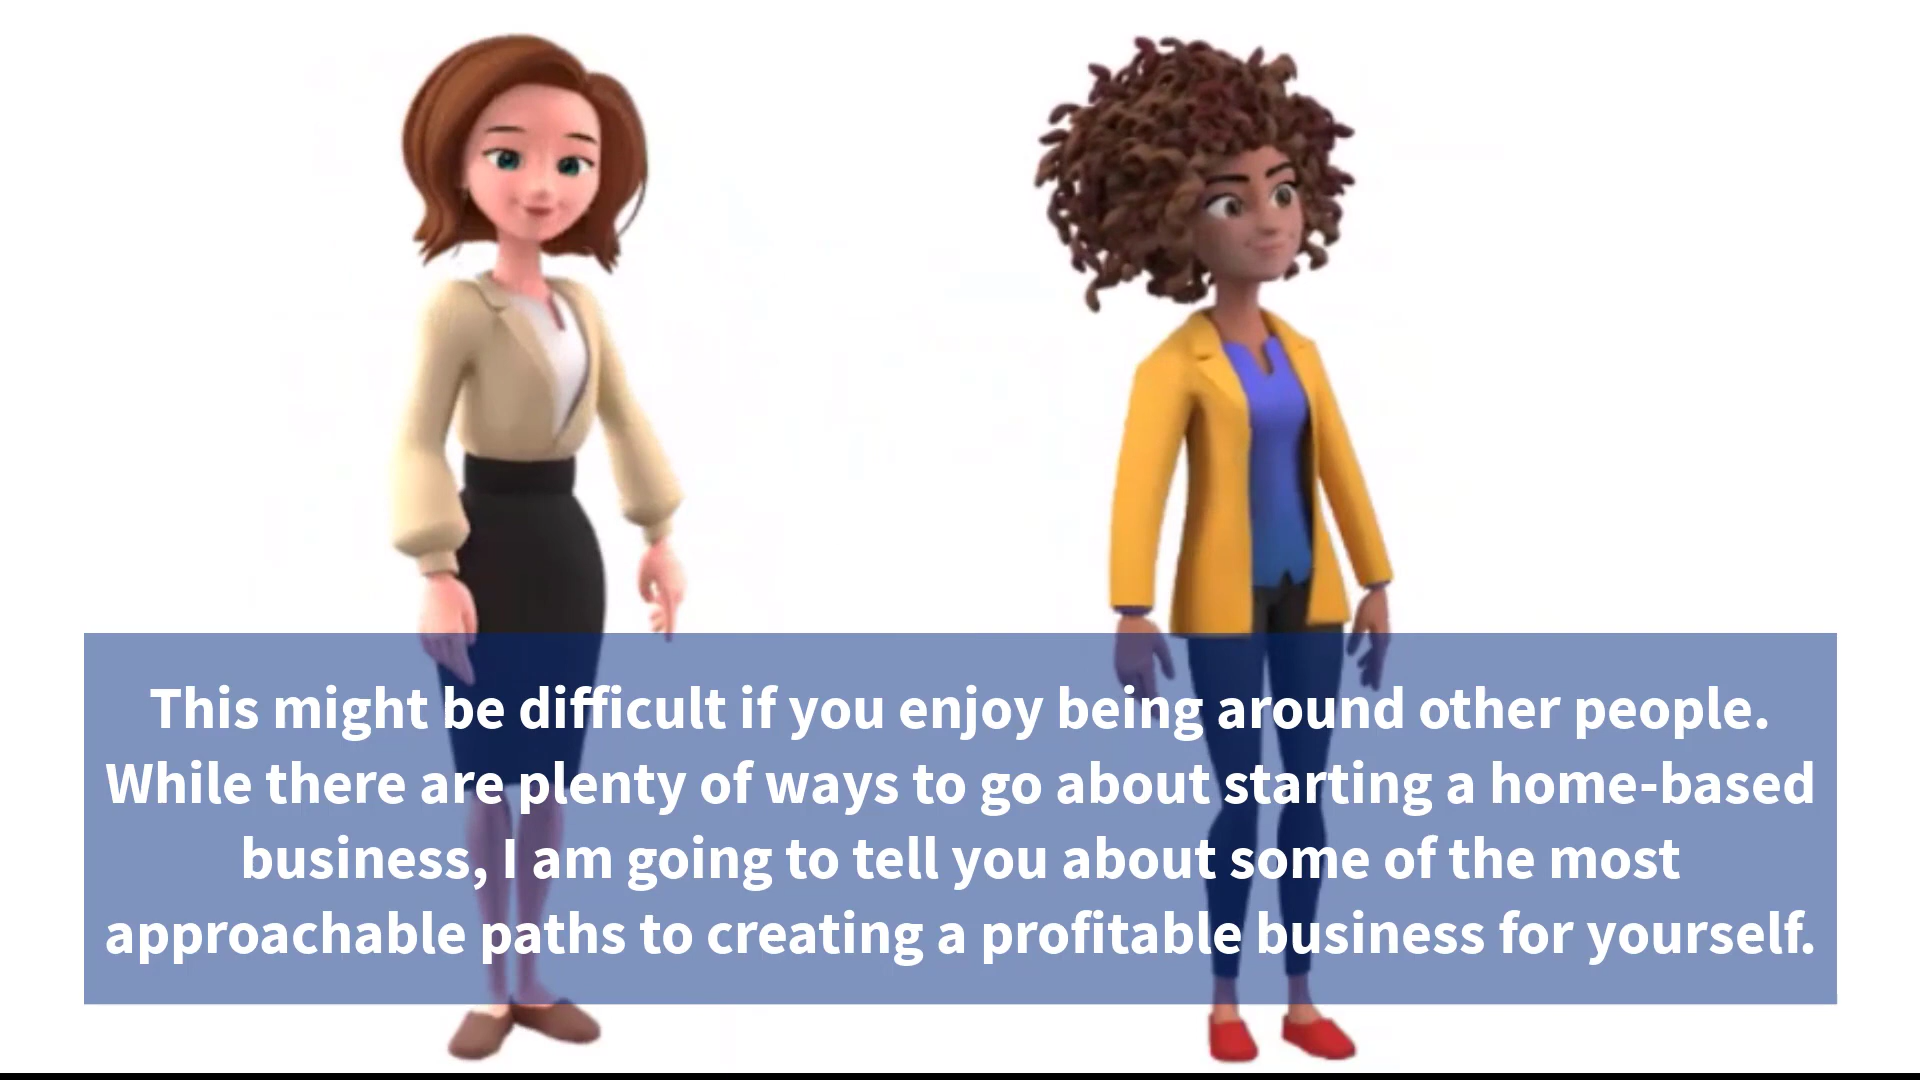 This might be difficult if you enjoy being around other people.
While there are plenty of ways to go about starting a home-based
business, I am going to tell you about some of the most
approachable paths to creating a profitable business for yourself.